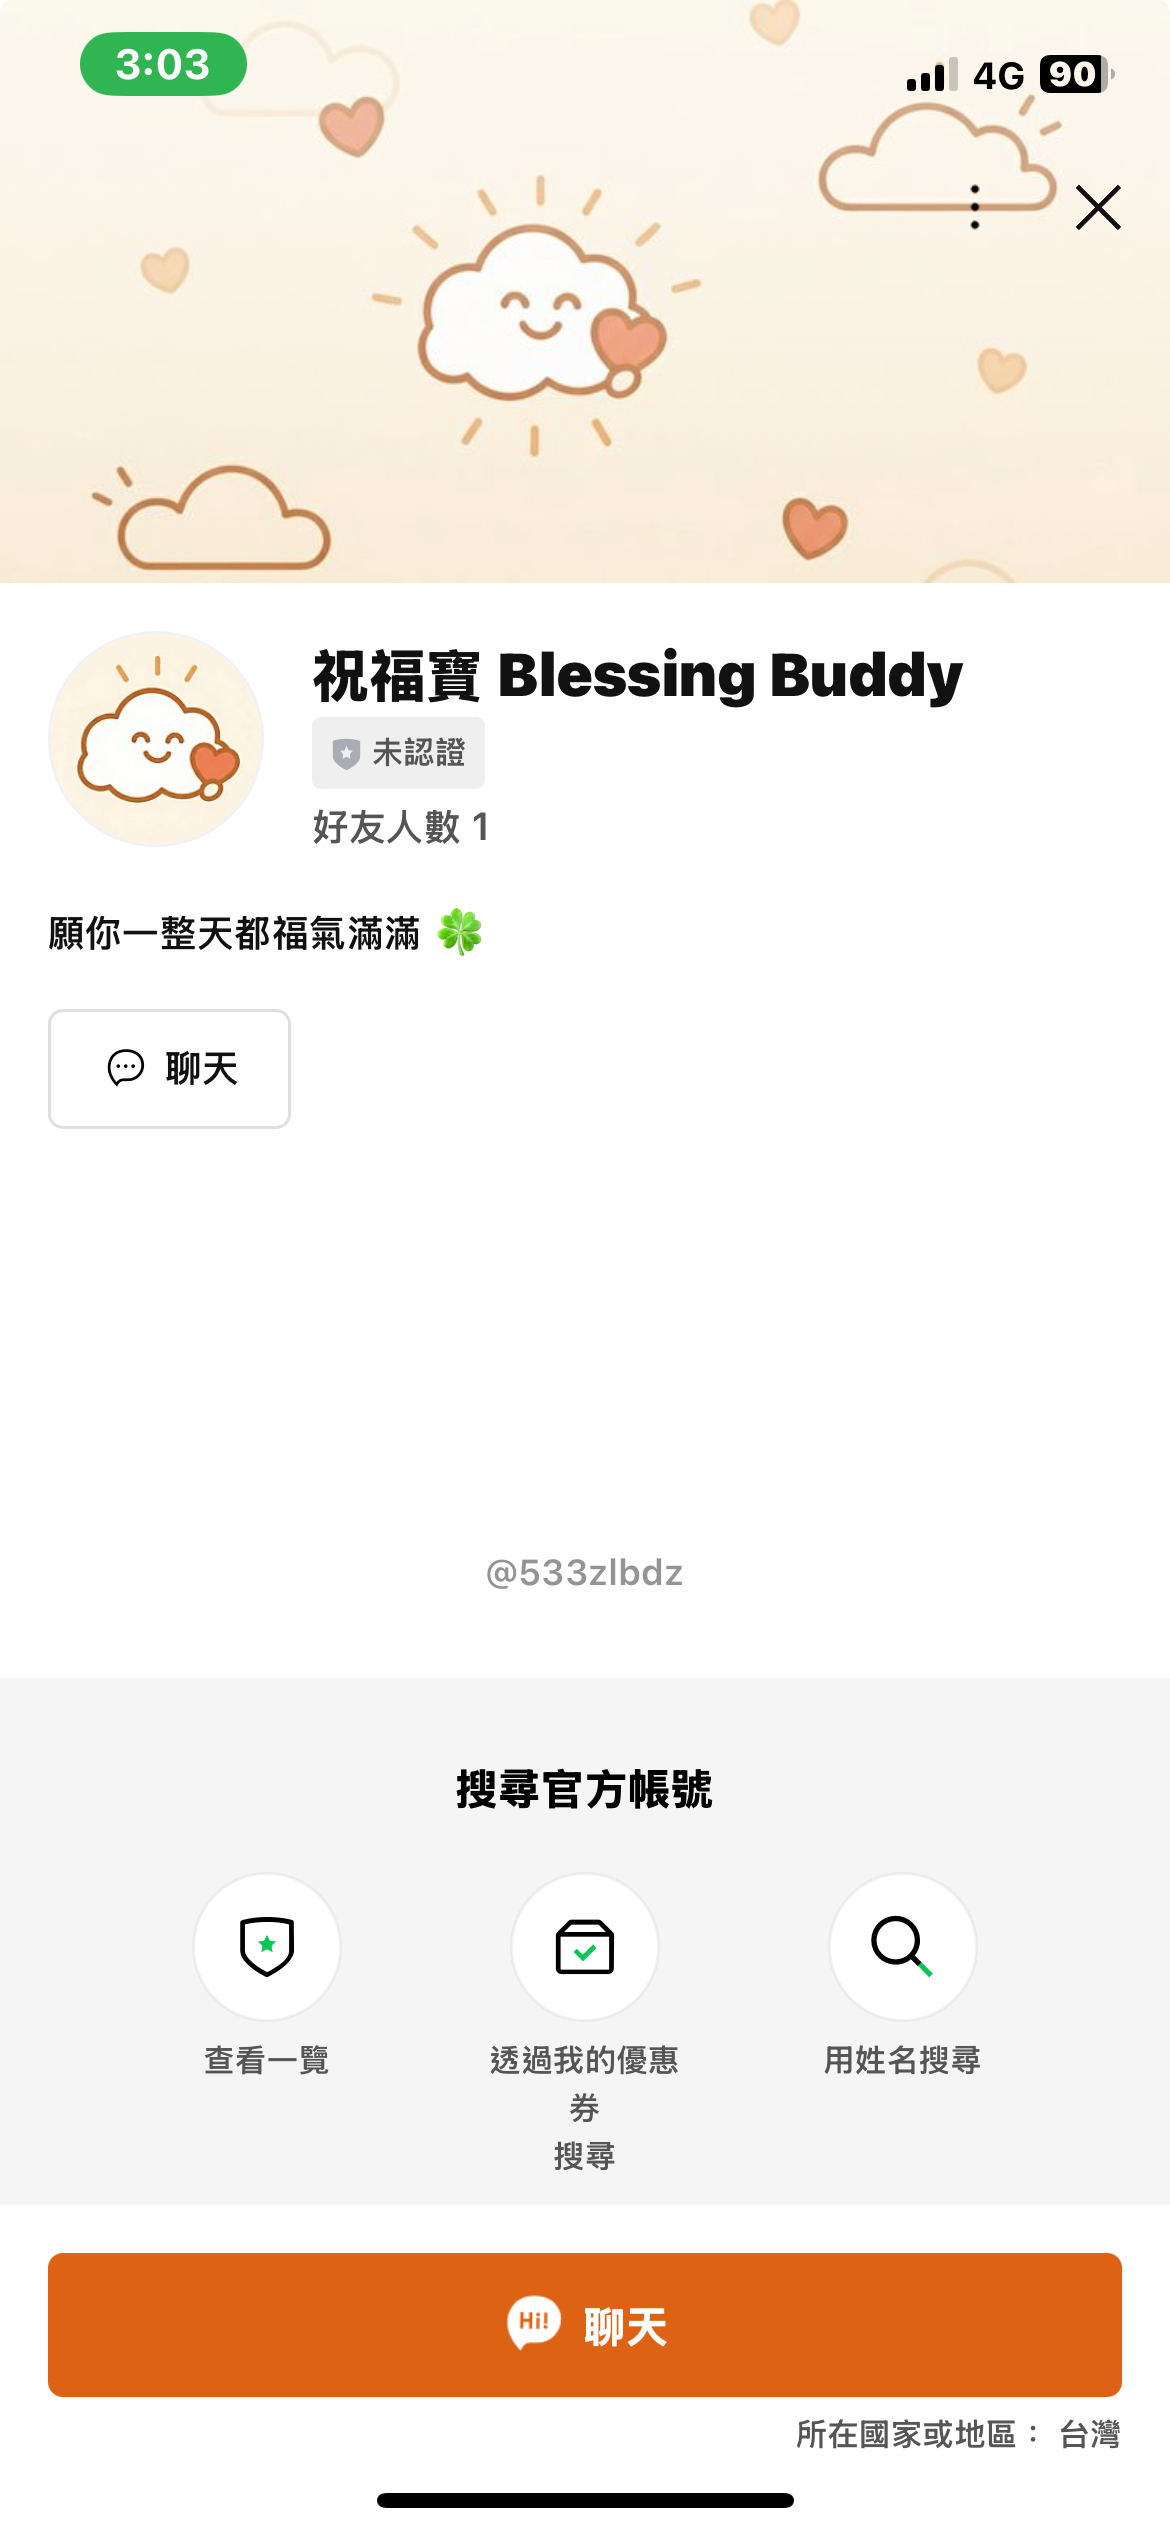 3:03
4G 90
祝福寶 Blessing Buddy
未認證
好友人數 1
願你一整天都福氣滿滿 🍀
聊天
@533zlbdz
搜尋官方帳號
查看一覽
透過我的優惠
券
搜尋
用姓名搜尋
Hi! 聊天
所在國家或地區： 台灣